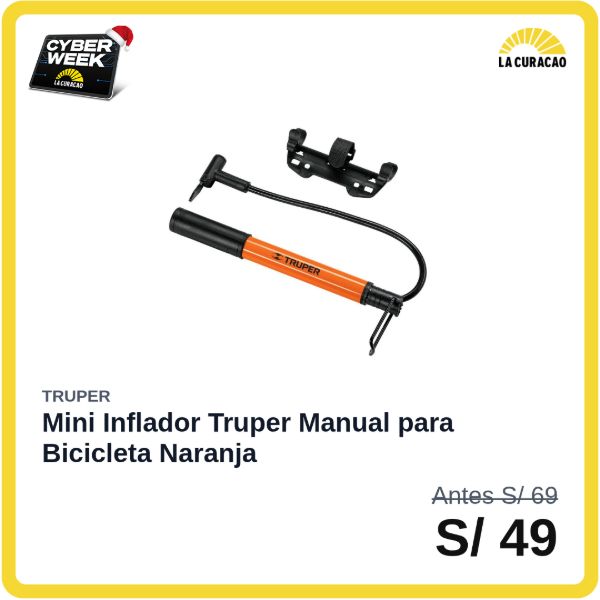 CYBER
WEEK
LA CURACAO
LA CURACAO
TRUPER
TRUPER
Mini Inflador Truper Manual para
Bicicleta Naranja
Antes S/ 69
S/ 49